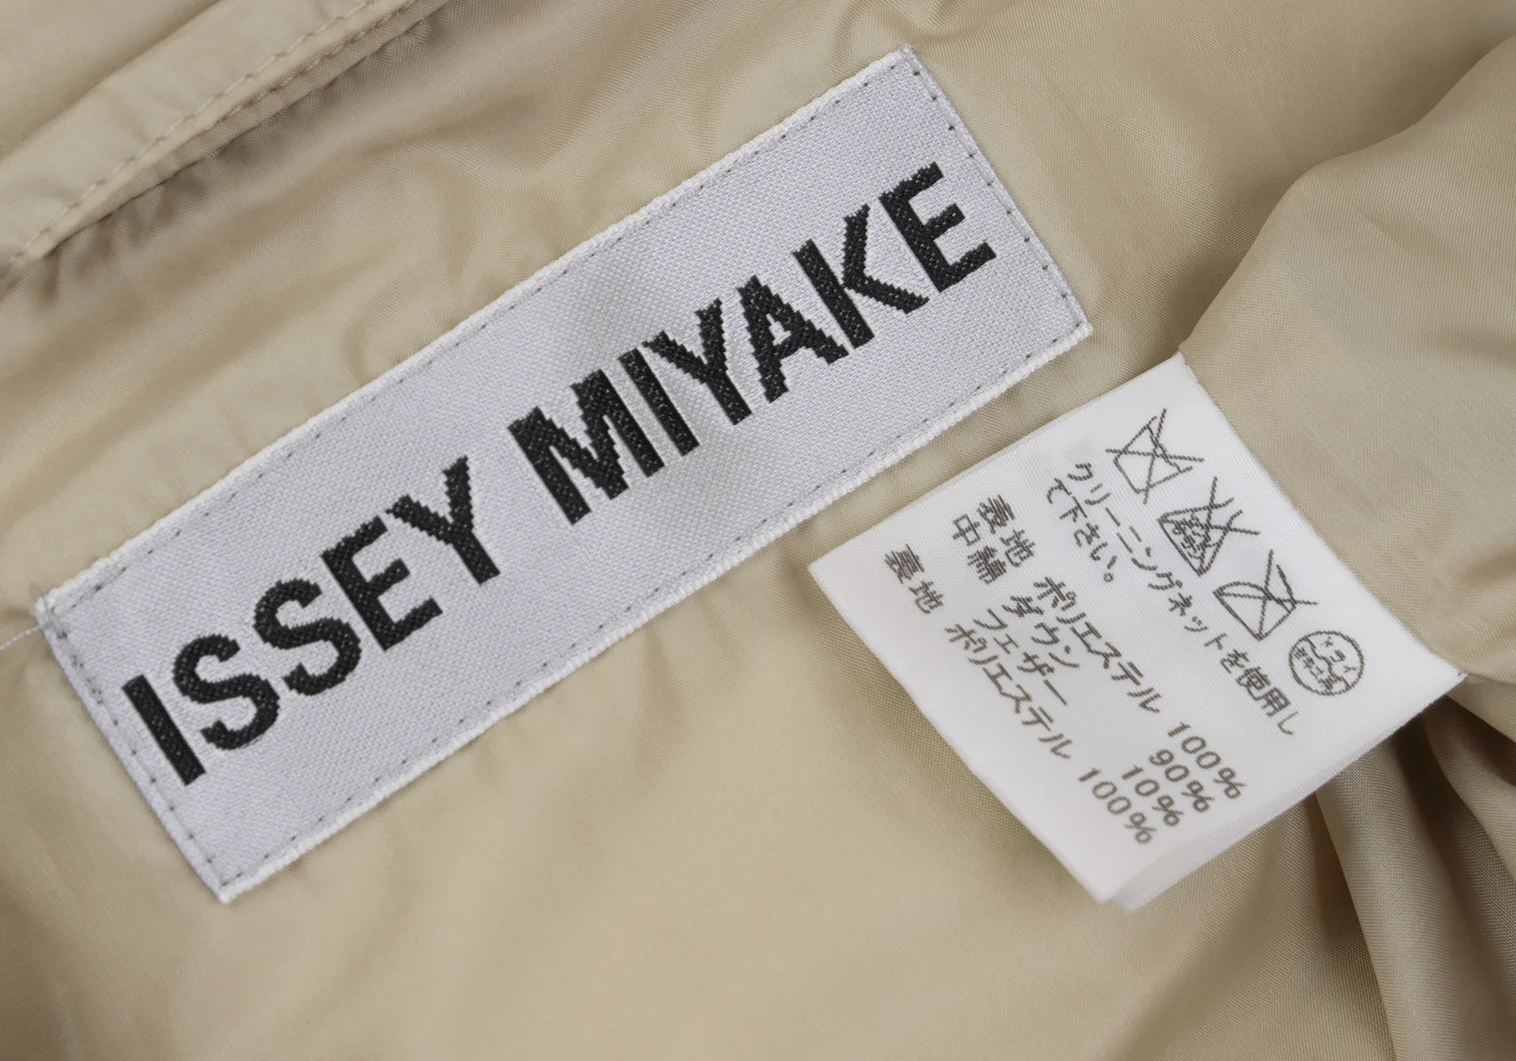 ISSEY MIYAKE
クリーニングネットを使用し
て下さい。
表地 ポリエステル 100%
中綿 ダウン 90%
フェザー 10%
裏地 ポリエステル 100%